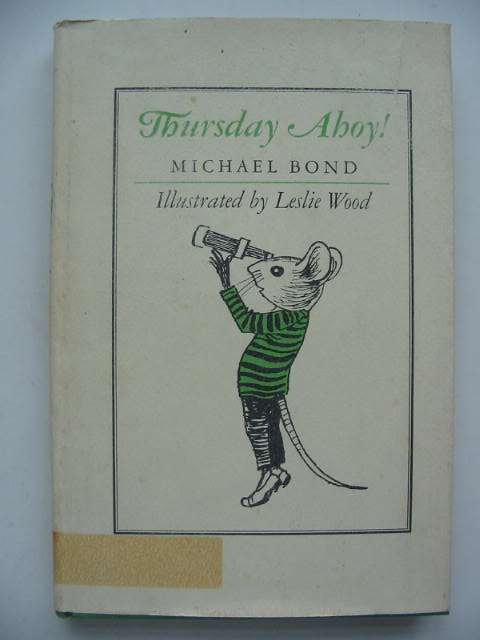 Thursday Ahoy!
MICHAEL BOND
Illustrated by Leslie Wood